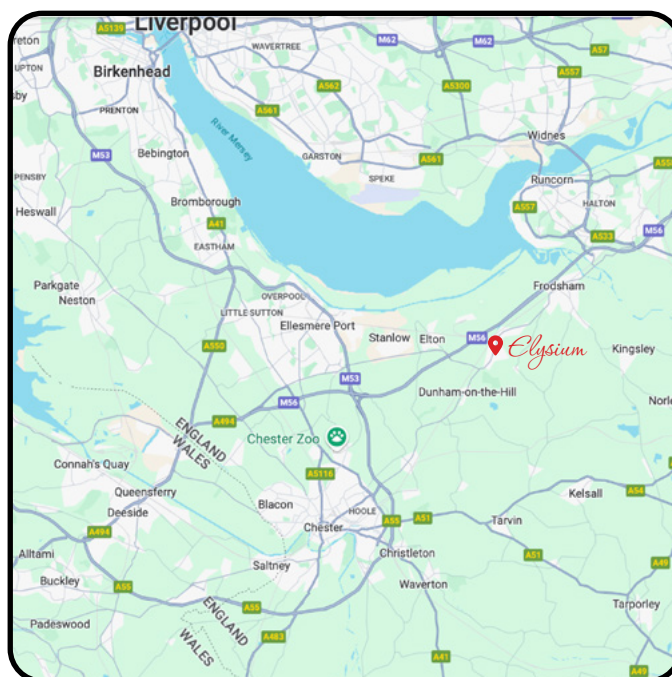 Liverpool
A5139
M62
M62
WAVERTREE
A57
Birkenhead
A562
A5300
A557
PRENTON
A561
River Mersey
M53
Bebington
GARSTON
A561
Widnes
SPEKE
Runcorn
PENSBY
Bromborough
A557
HALTON
Heswall
A41
A533
M56
EASTHAM
Parkgate
Neston
OVERPOOL
Frodsham
LITTLE SUTTON
Ellesmere Port
Stanlow
Elton
M56
Elysium
Kingsley
A550
M53
Dunham-on-the-Hill
M56
A494
ENGLAND
WALES
Chester Zoo
Connah's Quay
A5116
Queensferry
Blacon
HOOLE
Kelsall
A54
Deeside
Chester
A55
A51
Tarvin
A494
Christleton
A51
Alltami
Saltney
A49
Buckley
A55
Waverton
A55
ENGLAND
WALES
Tarporley
Padeswood
A483
A41
A49